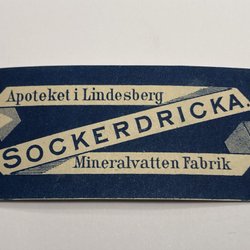 Apoteket i Lindesberg
SOCKERDRICKA.
Mineralvatten Fabrik